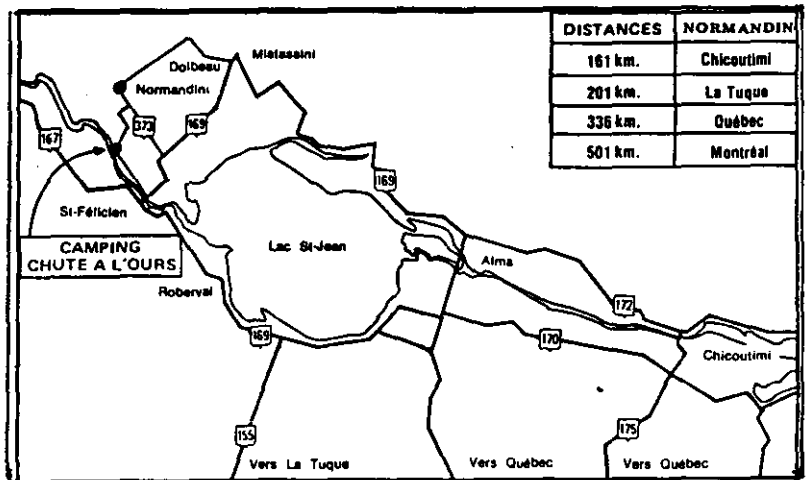 DISTANCES NORMANDIN
161 km. Chicoutimi
201 km. La Tuque
336 km. Québec
501 km. Montréal
Mistassini
Dolbeau
Normandini
373
169
167
169
St-Félicien
CAMPING
CHUTE A L'OURS
Lac St-Jean
Alma
Roberval
172
169
170
Chicoutimi
155
175
Vers La Tuque
Vers Québec
Vers Québec